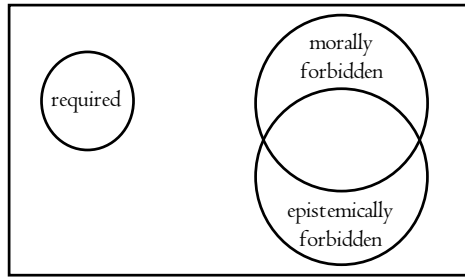 morally
forbidden
required
epistemically
forbidden